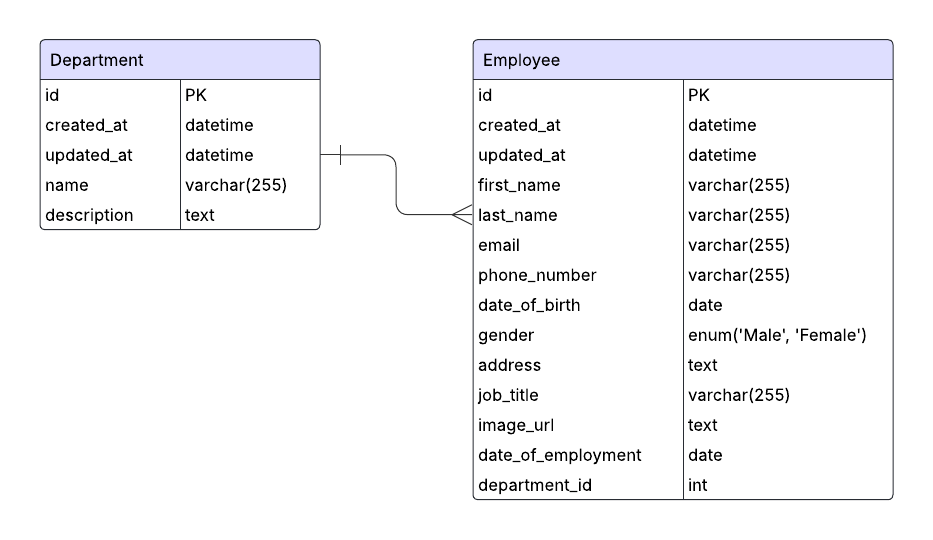 Department
id PK
created_at datetime
updated_at datetime
name varchar(255)
description text
Employee
id PK
created_at datetime
updated_at datetime
first_name varchar(255)
last_name varchar(255)
email varchar(255)
phone_number varchar(255)
date_of_birth date
gender enum('Male', 'Female')
address text
job_title varchar(255)
image_url text
date_of_employment date
department_id int